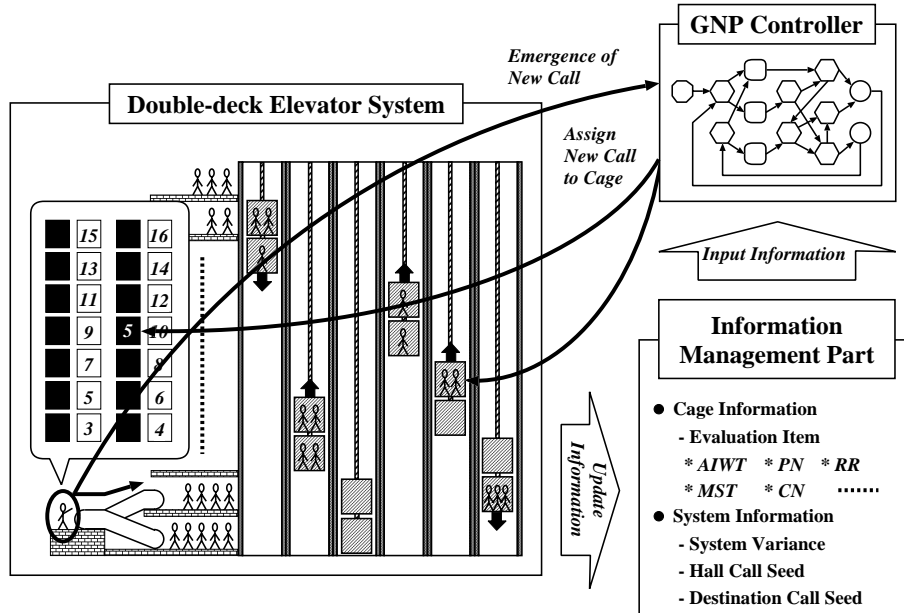 GNP Controller
Emergence of
New Call
Double-deck Elevator System
Assign
New Call
to Cage
15 16
13 14
11 12
9 5 10
7 8
5 6
3 4
Input Information
Information
Management Part
● Cage Information
- Evaluation Item
* AIWT * PN * RR
* MST * CN
● System Information
- System Variance
- Hall Call Seed
- Destination Call Seed
Update
Information